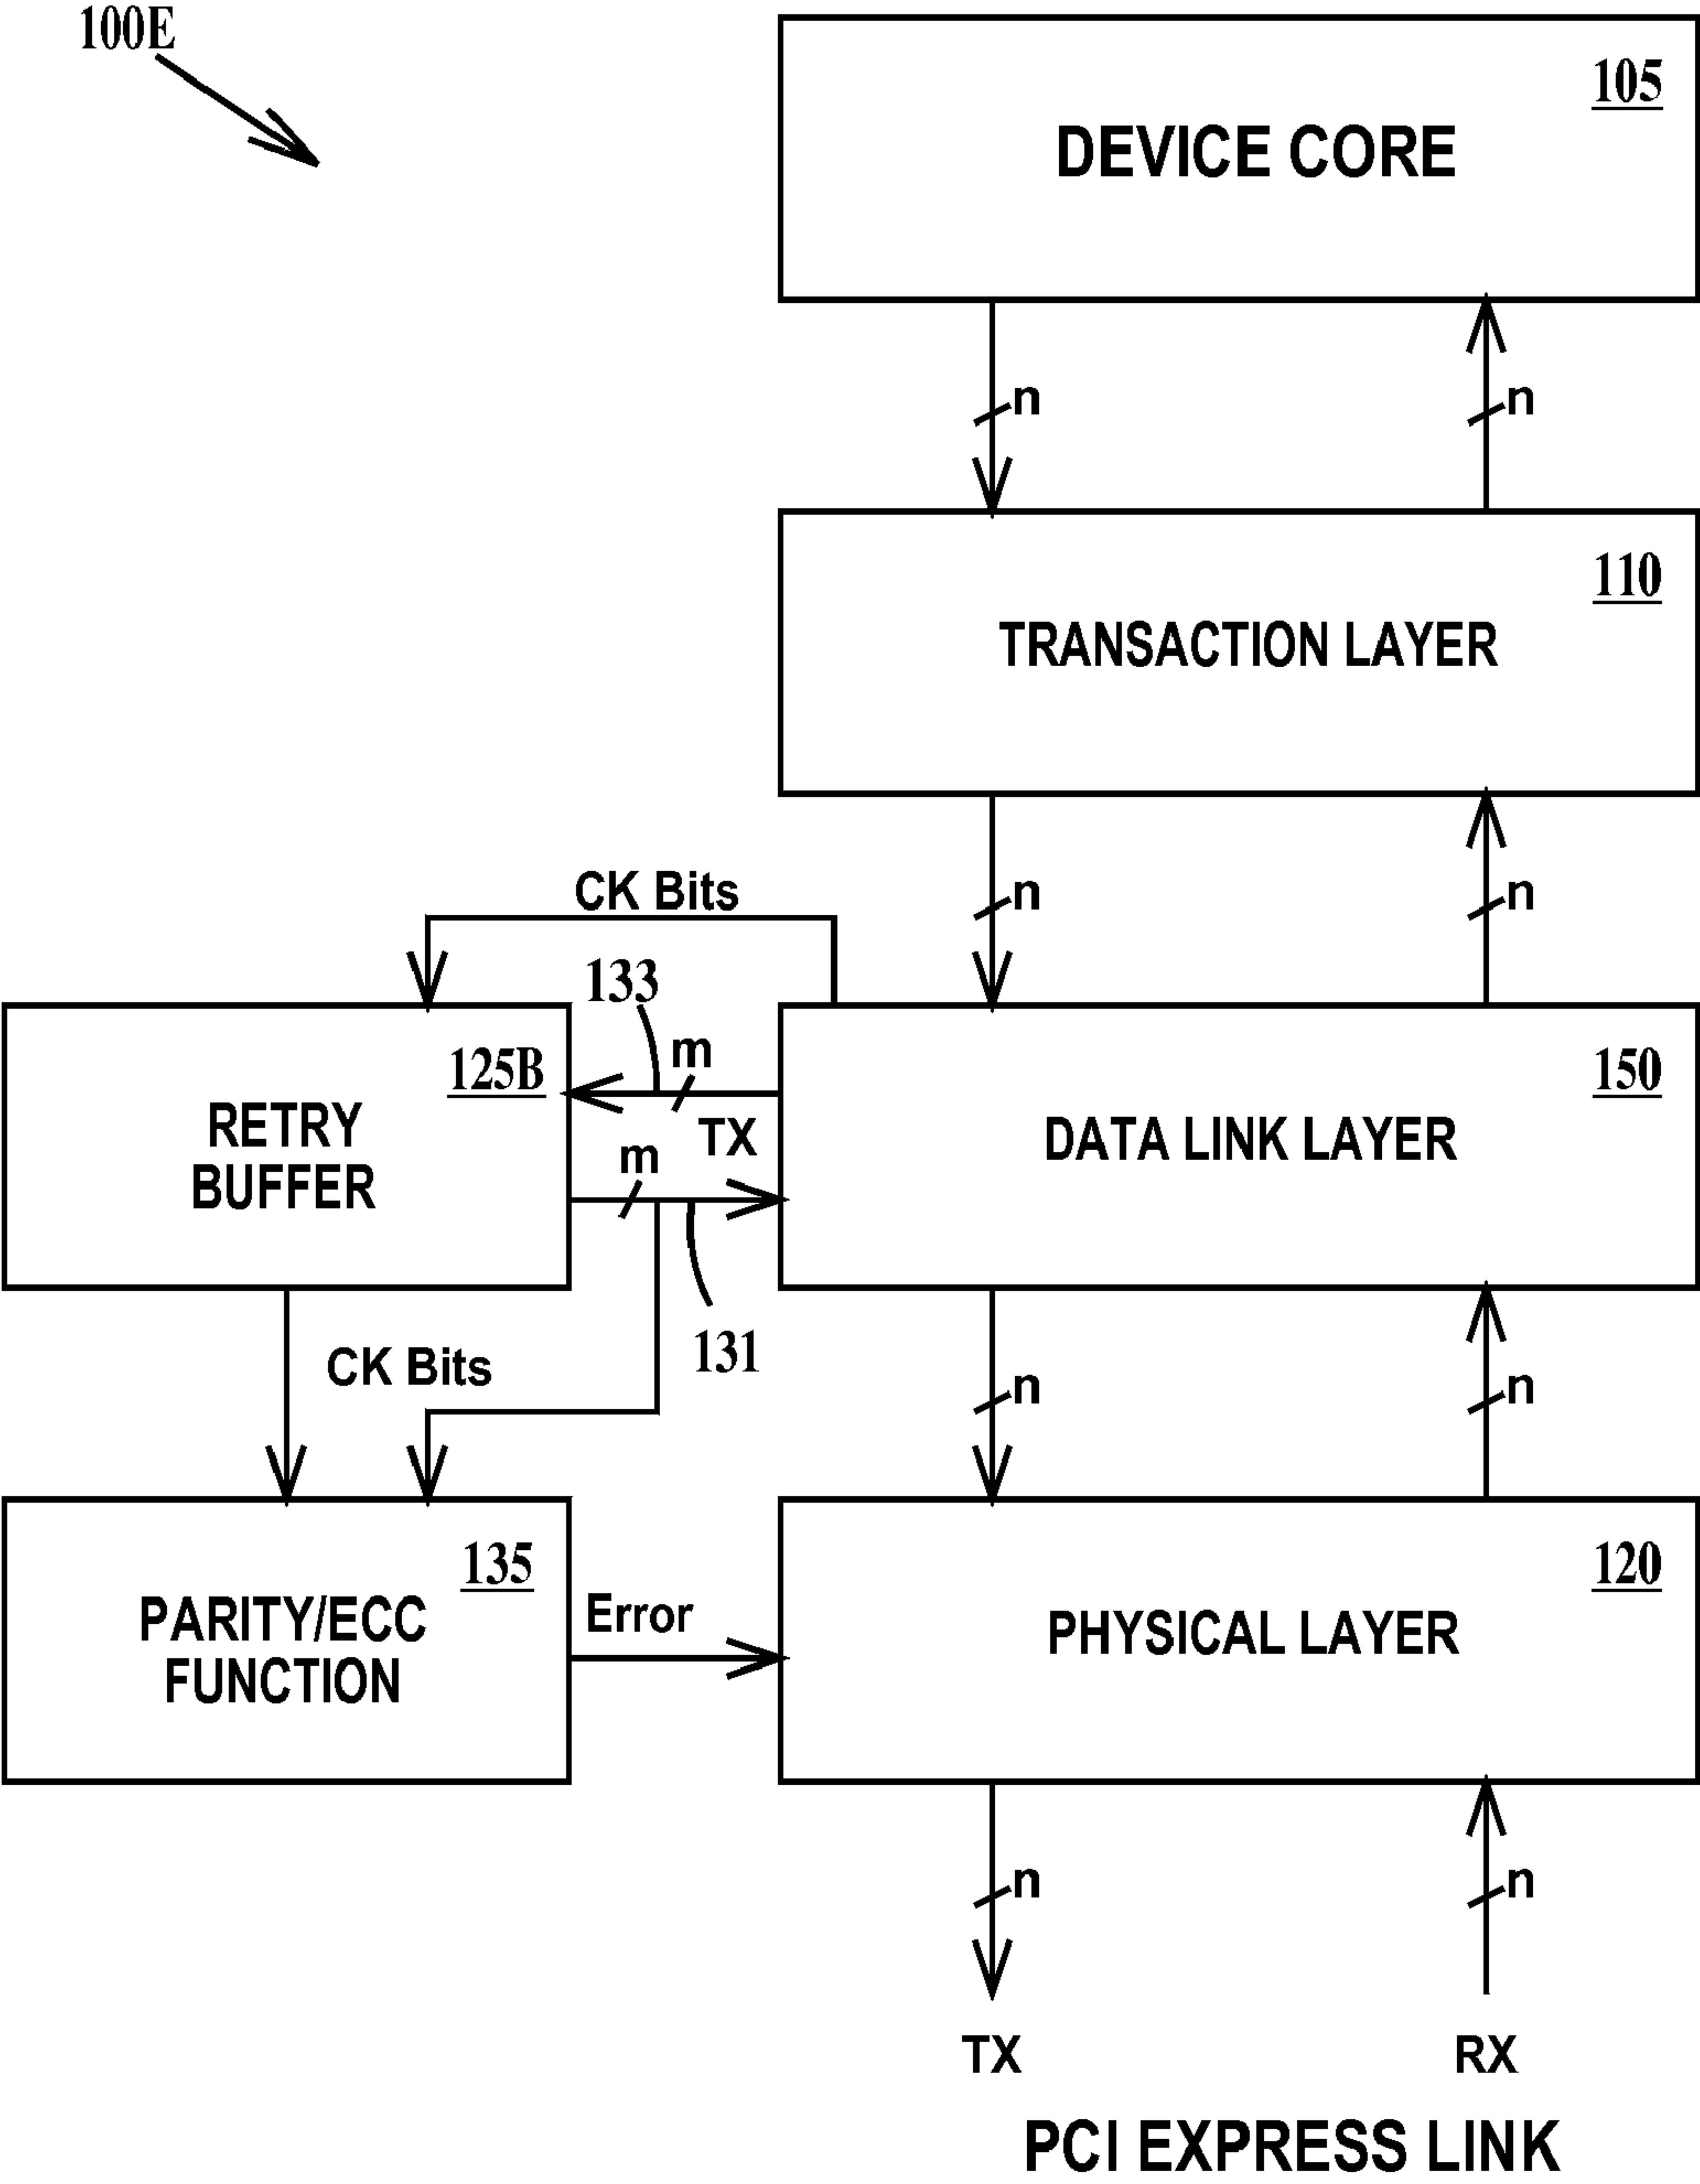 100E
105
DEVICE CORE
n
n
110
TRANSACTION LAYER
n
n
CK Bits
133
m
TX
m
131
125B
RETRY
BUFFER
150
DATA LINK LAYER
CK Bits
n
n
135
PARITY/ECC
FUNCTION
Error
120
PHYSICAL LAYER
n
n
TX
RX
PCI EXPRESS LINK